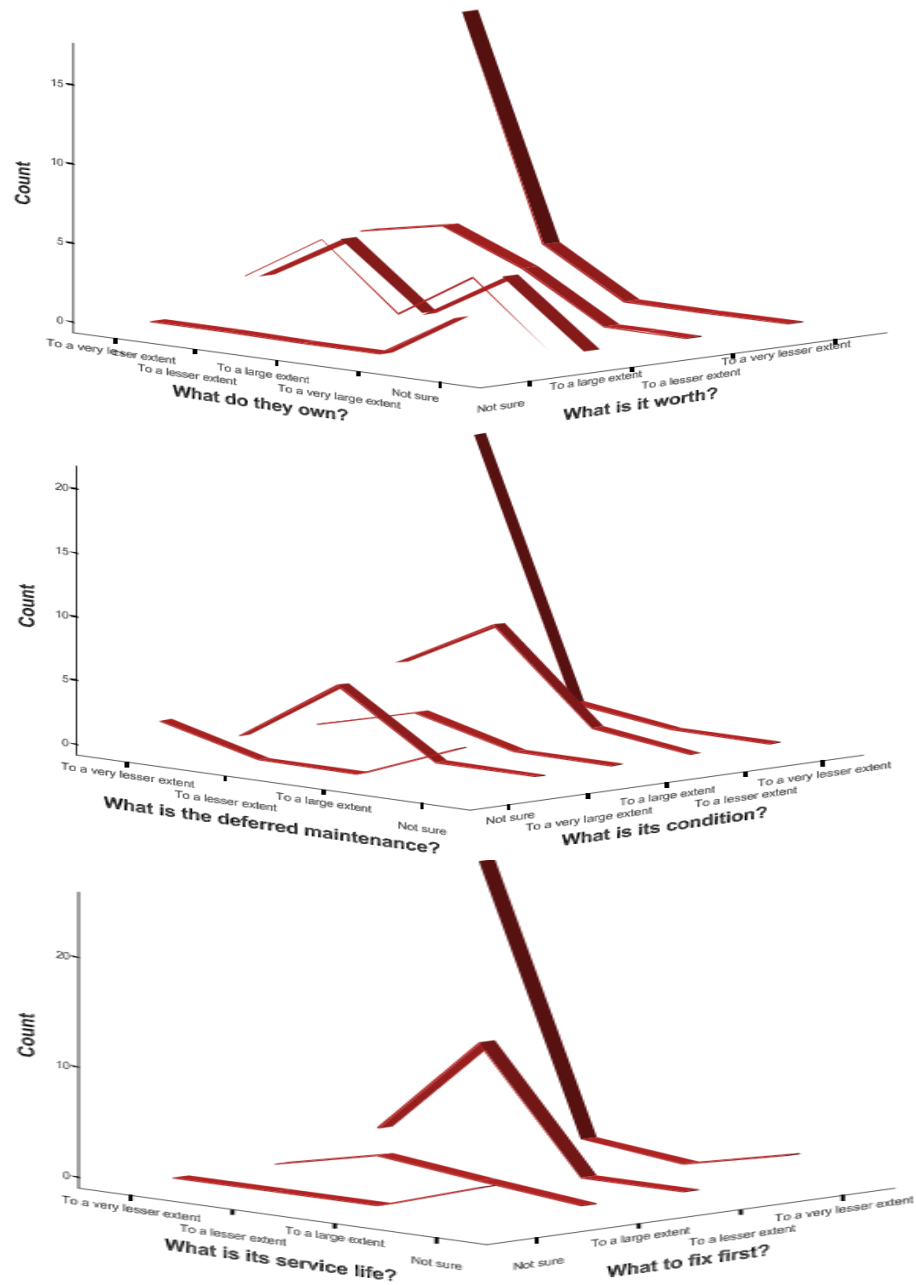 15
10
5
0
Count
To a very lesser extent
To a lesser extent
To a large extent
To a very large extent
Not sure
What do they own?
Not sure
To a large extent
To a lesser extent
To a very lesser extent
What is it worth?
20
15
10
5
0
Count
To a very lesser extent
To a lesser extent
To a large extent
Not sure
What is the deferred maintenance?
Not sure
To a very large extent
To a large extent
To a lesser extent
To a very lesser extent
What is its condition?
20
10
0
Count
To a very lesser extent
To a lesser extent
To a large extent
Not sure
What is its service life?
Not sure
To a large extent
To a lesser extent
To a very lesser extent
What to fix first?